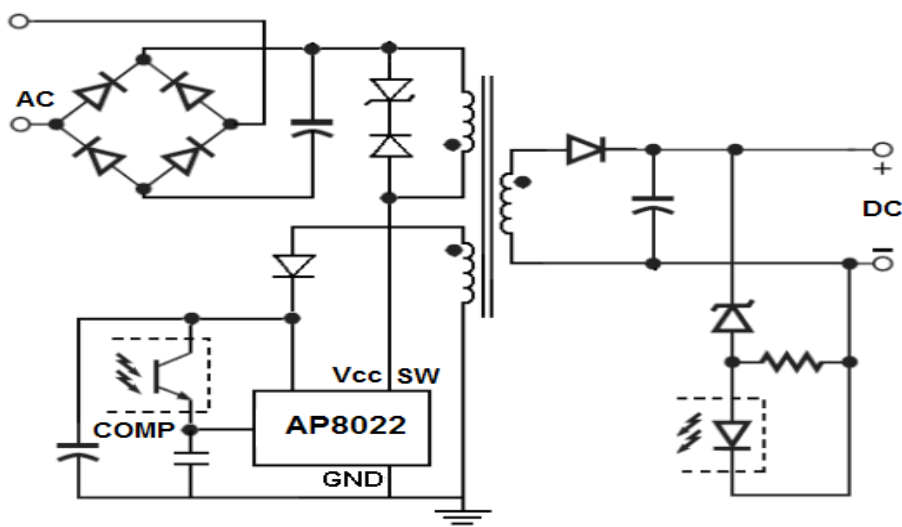 AC
+
DC
−
Vcc SW
AP8022
COMP
GND